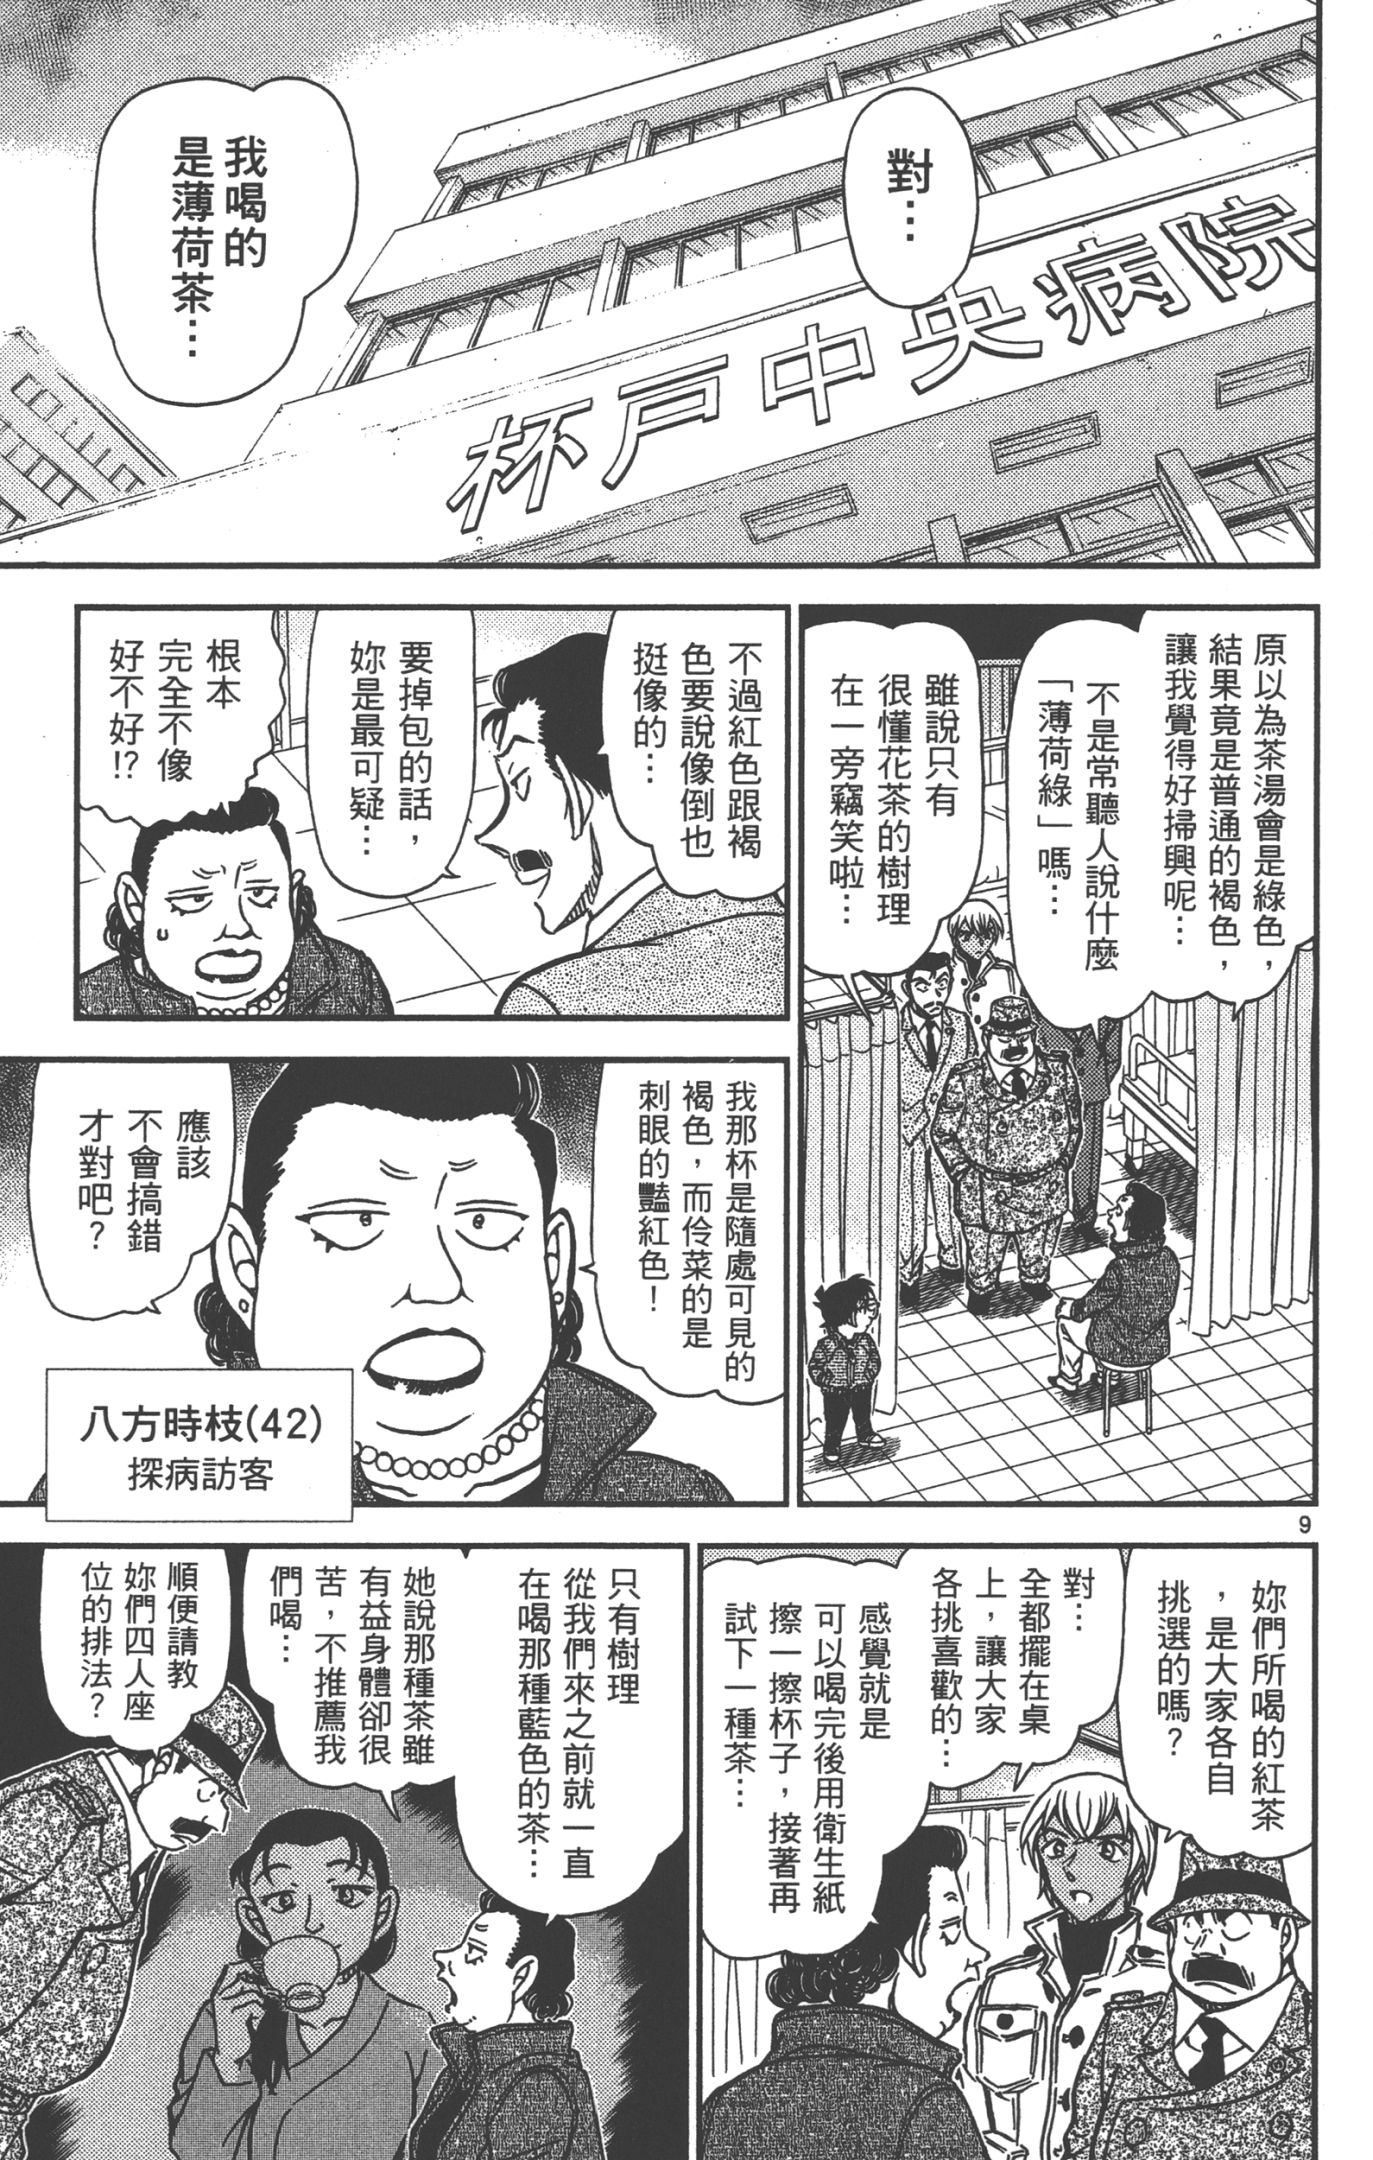 對…
我喝的
是薄荷茶…
杯戸中央病院
原以為茶湯會是綠色，
結果竟是普通的褐色，
讓我覺得好掃興呢…
不是常聽人說什麼
「薄荷綠」嗎…
雖說只有
很懂花茶的樹理
在一旁竊笑啦…
不過紅色跟褐
色要說像倒也
挺像的…
要掉包的話，
妳是最可疑…
根本
完全不像
好不好!?
我那杯是隨處可見的
褐色，而伶菜的是
刺眼的豔紅色！
應該
不會搞錯
才對吧？
八方時枝(42)
探病訪客
9
妳們所喝的紅茶
，是大家各自
挑選的嗎？
對…
全都擺在桌
上，讓大家
各挑喜歡的…
感覺就是
可以喝完後用衛生紙
擦一擦杯子，接著再
試下一種茶…
只有樹理
從我們來之前就一直
在喝那種藍色的茶…
她說那種茶雖
有益身體卻很
苦，不推薦我
們喝…
順便請教
妳們四人座
位的排法？